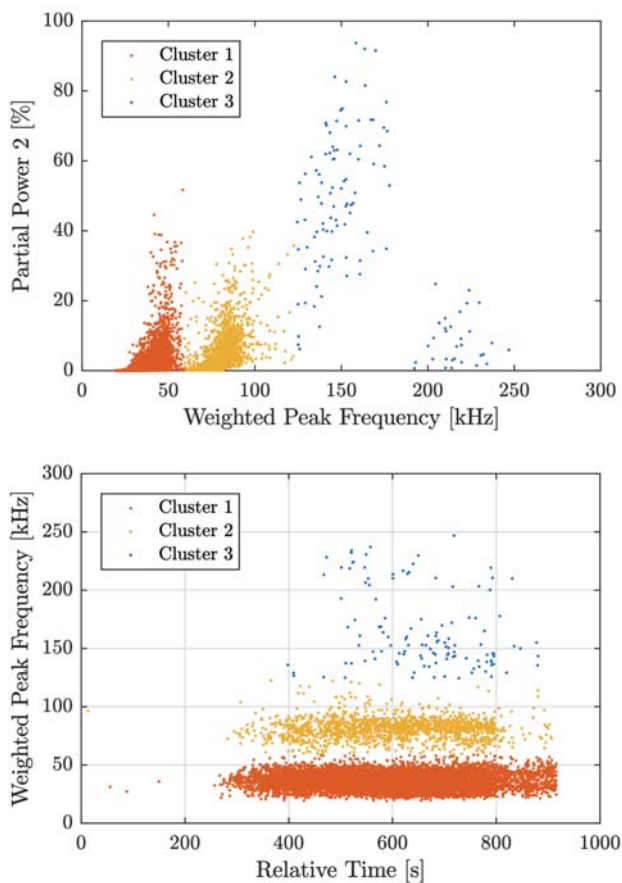 100
80
60
40
20
0
Partial Power 2 [%]
Cluster 1
Cluster 2
Cluster 3
0 50 100 150 200 250 300
Weighted Peak Frequency [kHz]
300
250
200
150
100
50
0
Weighted Peak Frequency [kHz]
Cluster 1
Cluster 2
Cluster 3
0 200 400 600 800 1000
Relative Time [s]